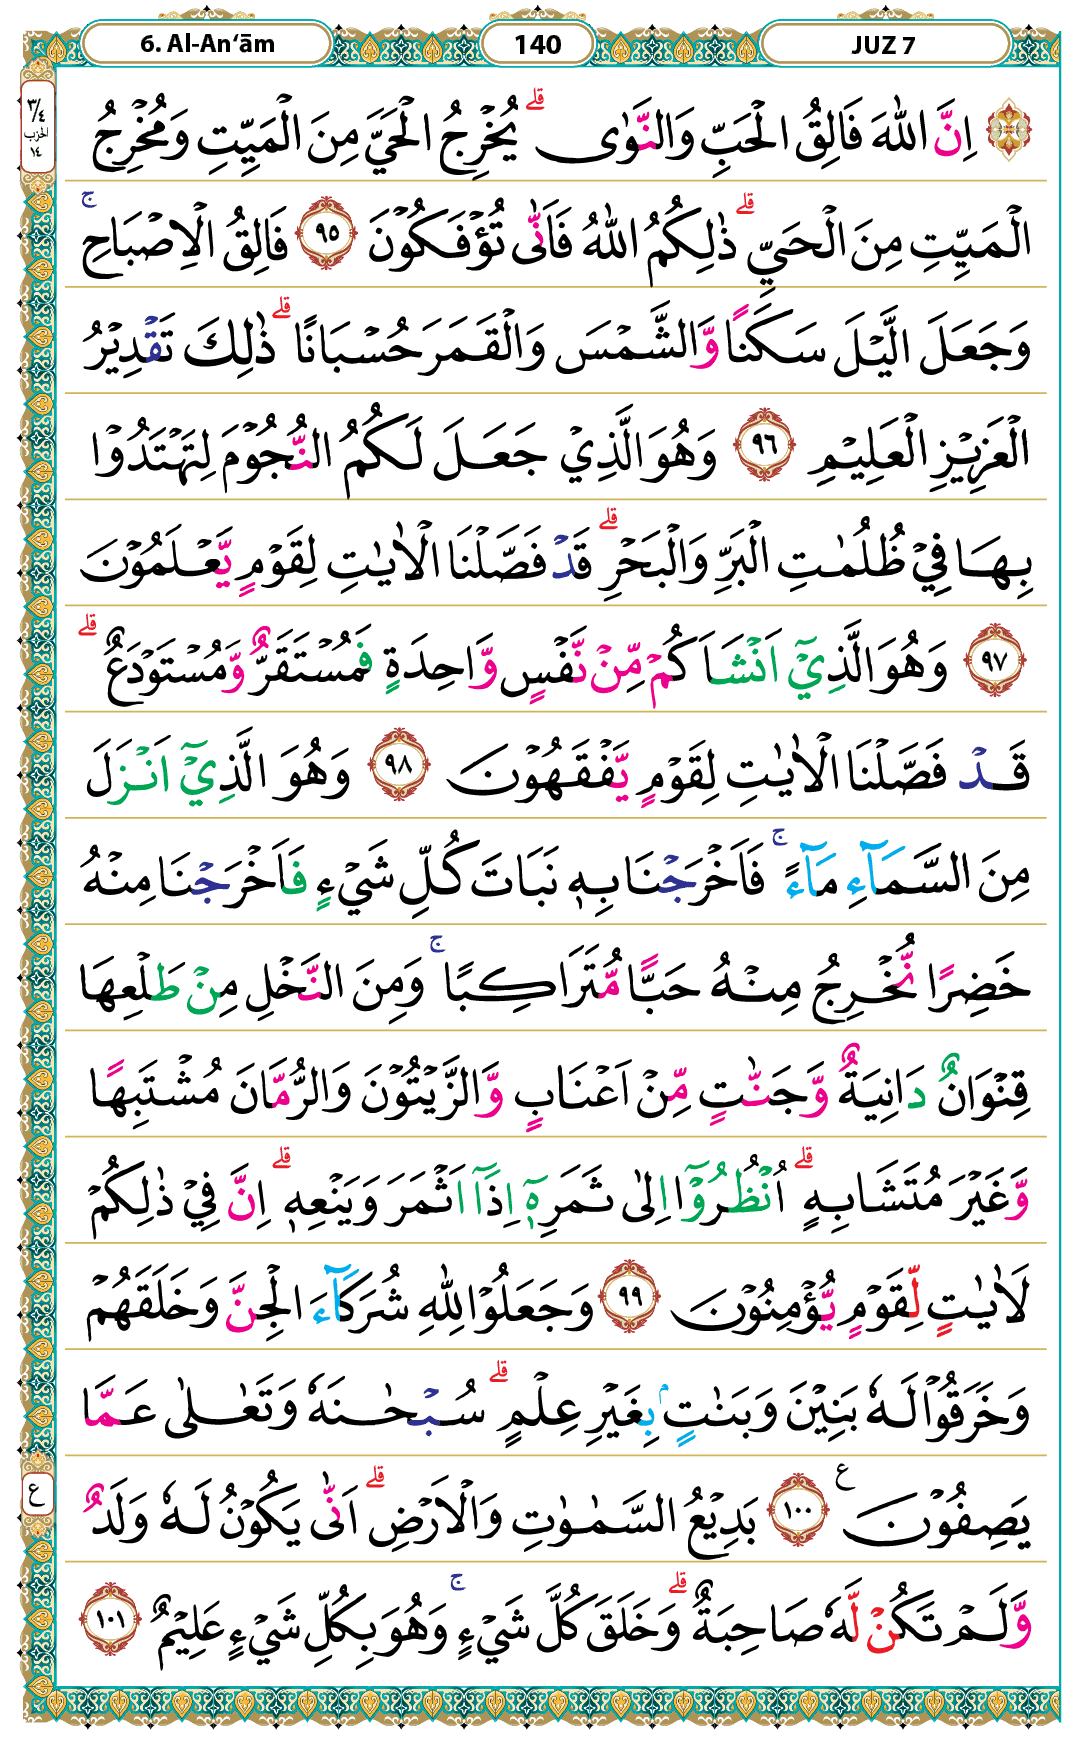 6. Al-An‘ām
140
JUZ 7
٣/٤
الحزب
١٤
اِنَّ اللّٰهَ فَالِقُ الْحَبِّ وَالنَّوٰى ۗ يُخْرِجُ الْحَيَّ مِنَ الْمَيِّتِ وَمُخْرِجُ
الْمَيِّتِ مِنَ الْحَيِّ ۗ ذٰلِكُمُ اللّٰهُ فَاَنّٰى تُؤْفَكُوْنَ ٩٥ فَالِقُ الْاِصْبَاحِ ۚ
وَجَعَلَ الَّيْلَ سَكَنًا وَّالشَّمْسَ وَالْقَمَرَ حُسْبَانًا ۗ ذٰلِكَ تَقْدِيْرُ
الْعَزِيْزِ الْعَلِيْمِ ٩٦ وَهُوَ الَّذِيْ جَعَلَ لَكُمُ النُّجُوْمَ لِتَهْتَدُوْا
بِهَا فِيْ ظُلُمٰتِ الْبَرِّ وَالْبَحْرِ ۗ قَدْ فَصَّلْنَا الْاٰيٰتِ لِقَوْمٍ يَّعْلَمُوْنَ
٩٧ وَهُوَ الَّذِيْٓ اَنْشَاَكُمْ مِّنْ نَّفْسٍ وَّاحِدَةٍ فَمُسْتَقَرٌّ وَّمُسْتَوْدَعٌ ۗ
قَدْ فَصَّلْنَا الْاٰيٰتِ لِقَوْمٍ يَّفْقَهُوْنَ ٩٨ وَهُوَ الَّذِيْٓ اَنْزَلَ
مِنَ السَّمَاۤءِ مَاۤءً ۚ فَاَخْرَجْنَا بِهٖ نَبَاتَ كُلِّ شَيْءٍ فَاَخْرَجْنَا مِنْهُ
خَضِرًا نُّخْرِجُ مِنْهُ حَبًّا مُّتَرَاكِبًا ۚ وَمِنَ النَّخْلِ مِنْ طَلْعِهَا
قِنْوَانٌ دَانِيَةٌ وَّجَنّٰتٍ مِّنْ اَعْنَابٍ وَّالزَّيْتُوْنَ وَالرُّمَّانَ مُشْتَبِهًا
وَّغَيْرَ مُتَشَابِهٍ ۗ اُنْظُرُوْٓا اِلٰى ثَمَرِهٖٓ اِذَآ اَثْمَرَ وَيَنْعِهٖ ۗ اِنَّ فِيْ ذٰلِكُمْ
لَاٰيٰتٍ لِّقَوْمٍ يُّؤْمِنُوْنَ ٩٩ وَجَعَلُوْا لِلّٰهِ شُرَكَاۤءَ الْجِنَّ وَخَلَقَهُمْ
وَخَرَقُوْا لَهٗ بَنِيْنَ وَبَنٰتٍۢ بِغَيْرِ عِلْمٍ ۗ سُبْحٰنَهٗ وَتَعٰلٰى عَمَّا
يَصِفُوْنَ ع ١٠٠ بَدِيْعُ السَّمٰوٰتِ وَالْاَرْضِ ۗ اَنّٰى يَكُوْنُ لَهٗ وَلَدٌ
وَّلَمْ تَكُنْ لَّهٗ صَاحِبَةٌ ۗ وَخَلَقَ كُلَّ شَيْءٍ ۚ وَهُوَ بِكُلِّ شَيْءٍ عَلِيْمٌ ١٠١
ع